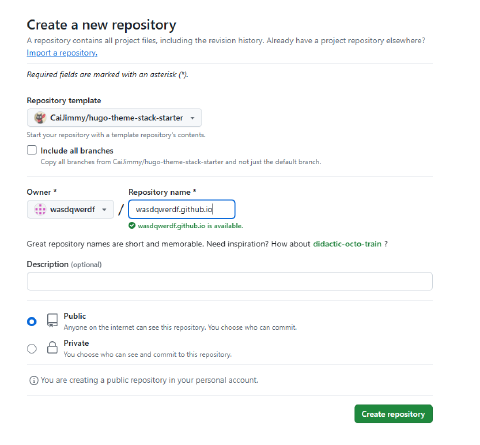 Create a new repository
A repository contains all project files, including the revision history. Already have a project repository elsewhere?
Import a repository.
Required fields are marked with an asterisk (*).
Repository template
CaiJimmy/hugo-theme-stack-starter
Start your repository with a template repository's contents.
Include all branches
Copy all branches from CaiJimmy/hugo-theme-stack-starter and not just the default branch.
Owner * Repository name *
wasdqwerdf / wasdqwerdf.github.io
wasdqwerdf.github.io is available.
Great repository names are short and memorable. Need inspiration? How about didactic-octo-train ?
Description (optional)
Public
Anyone on the internet can see this repository. You choose who can commit.
Private
You choose who can see and commit to this repository.
You are creating a public repository in your personal account.
Create repository